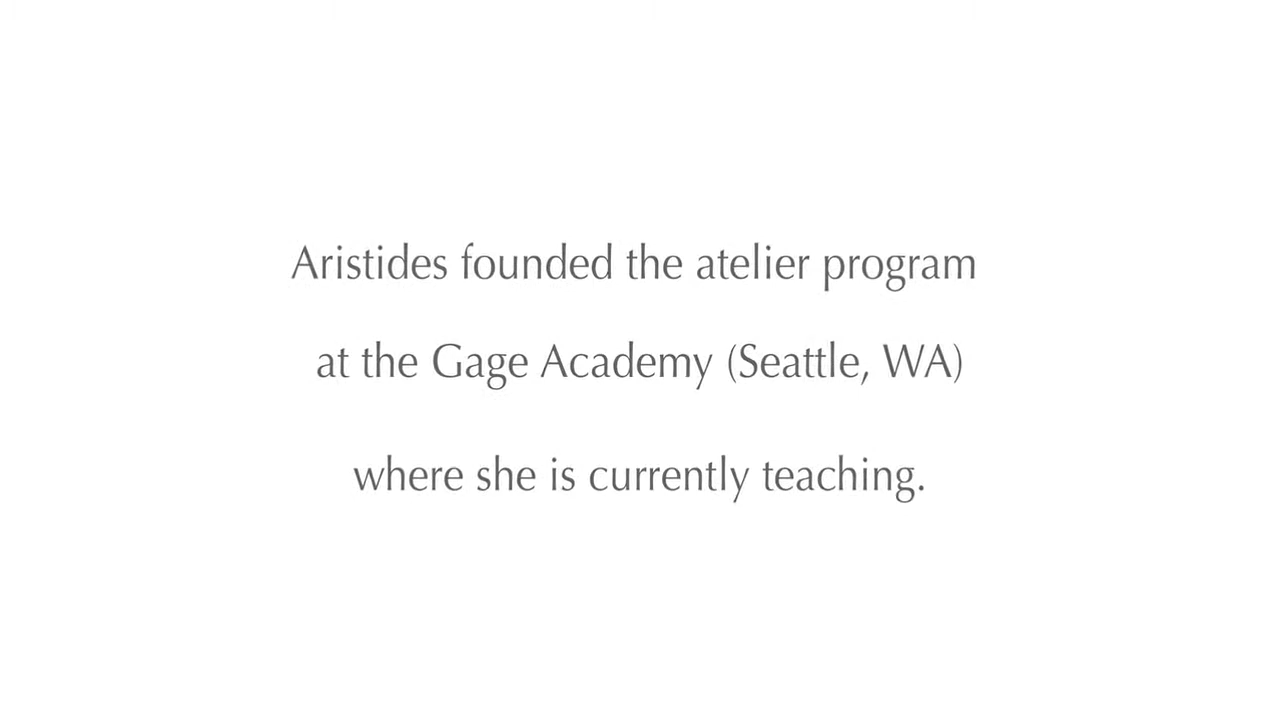 Aristides founded the atelier program
at the Gage Academy (Seattle, WA)
where she is currently teaching.